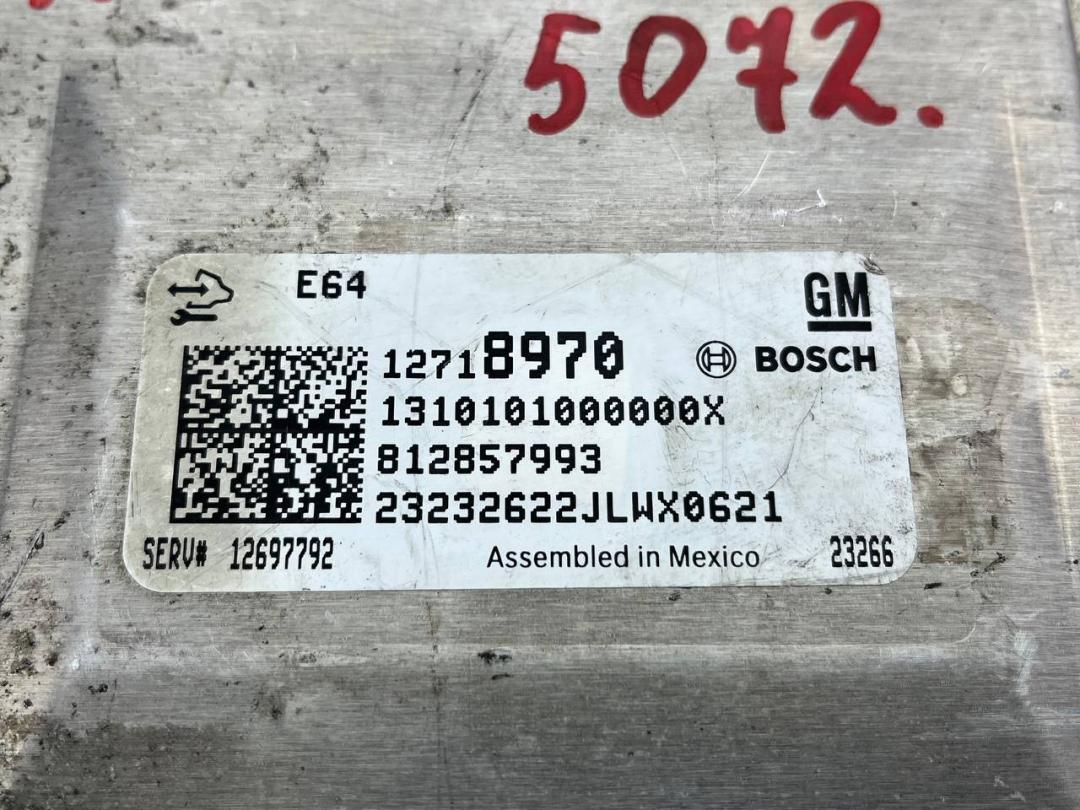 5072.
E64
GM
12718970
BOSCH
1310101000000X
812857993
23232622JLWX0621
SERV# 12697792
Assembled in Mexico
23266